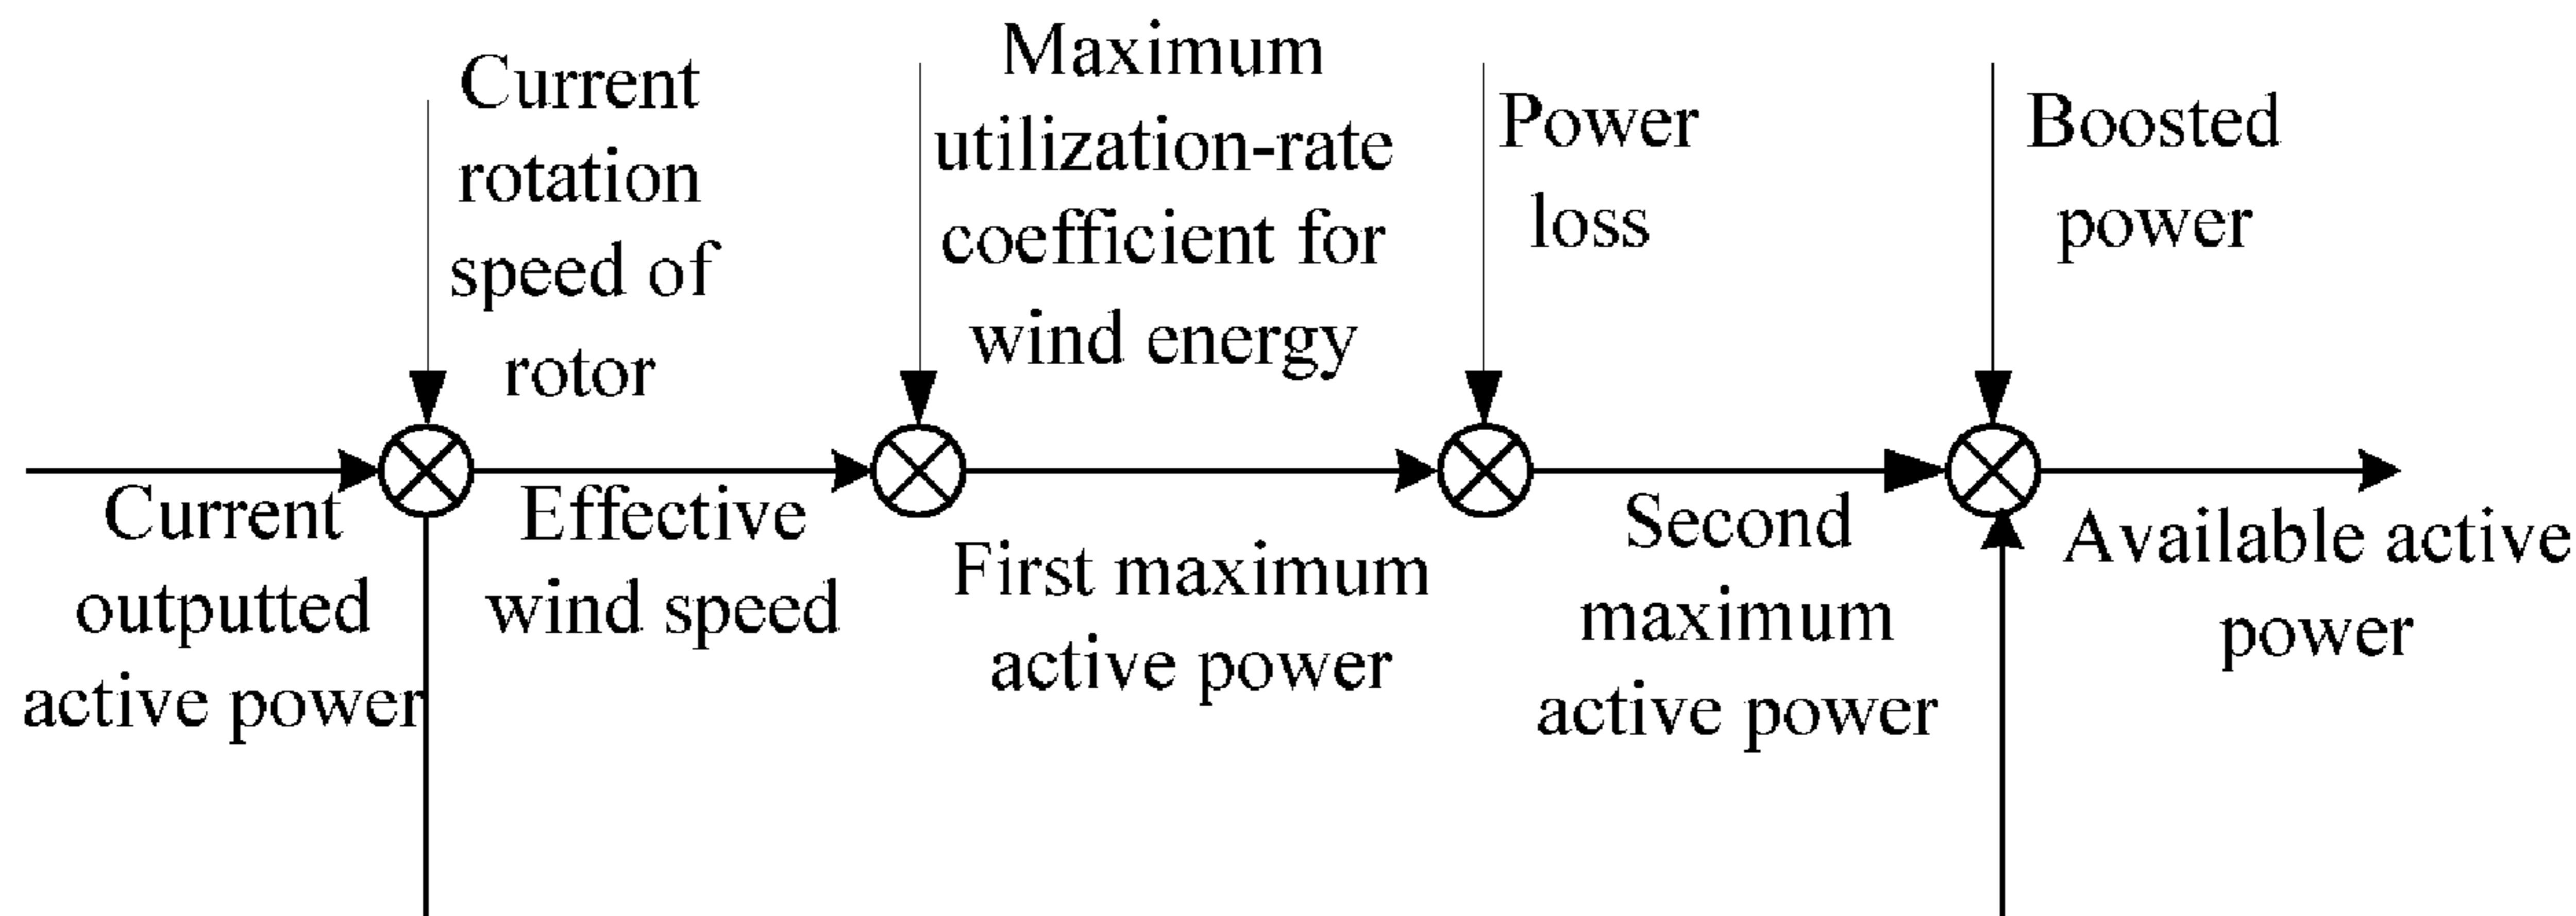 Current
rotation
speed of
rotor
Maximum
utilization-rate
coefficient for
wind energy
Power
loss
Boosted
power
Current
outputted
active power
Effective
wind speed
First maximum
active power
Second
maximum
active power
Available active
power